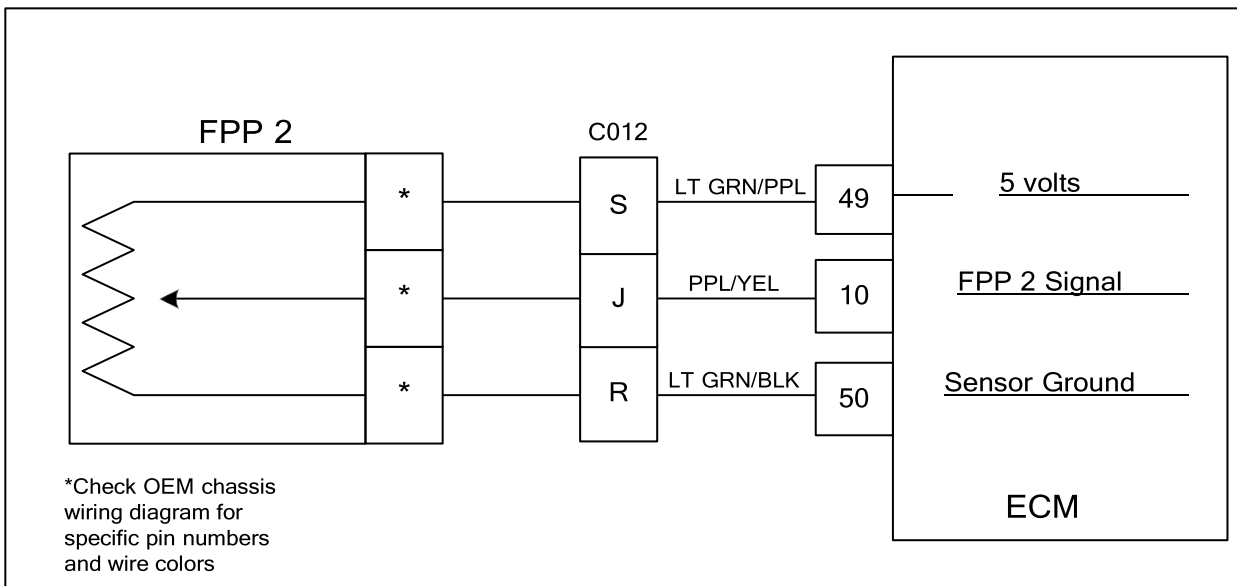 FPP 2
C012
*
S
LT GRN/PPL
49
5 volts
*
J
PPL/YEL
10
FPP 2 Signal
*
R
LT GRN/BLK
50
Sensor Ground
ECM
*Check OEM chassis
wiring diagram for
specific pin numbers
and wire colors